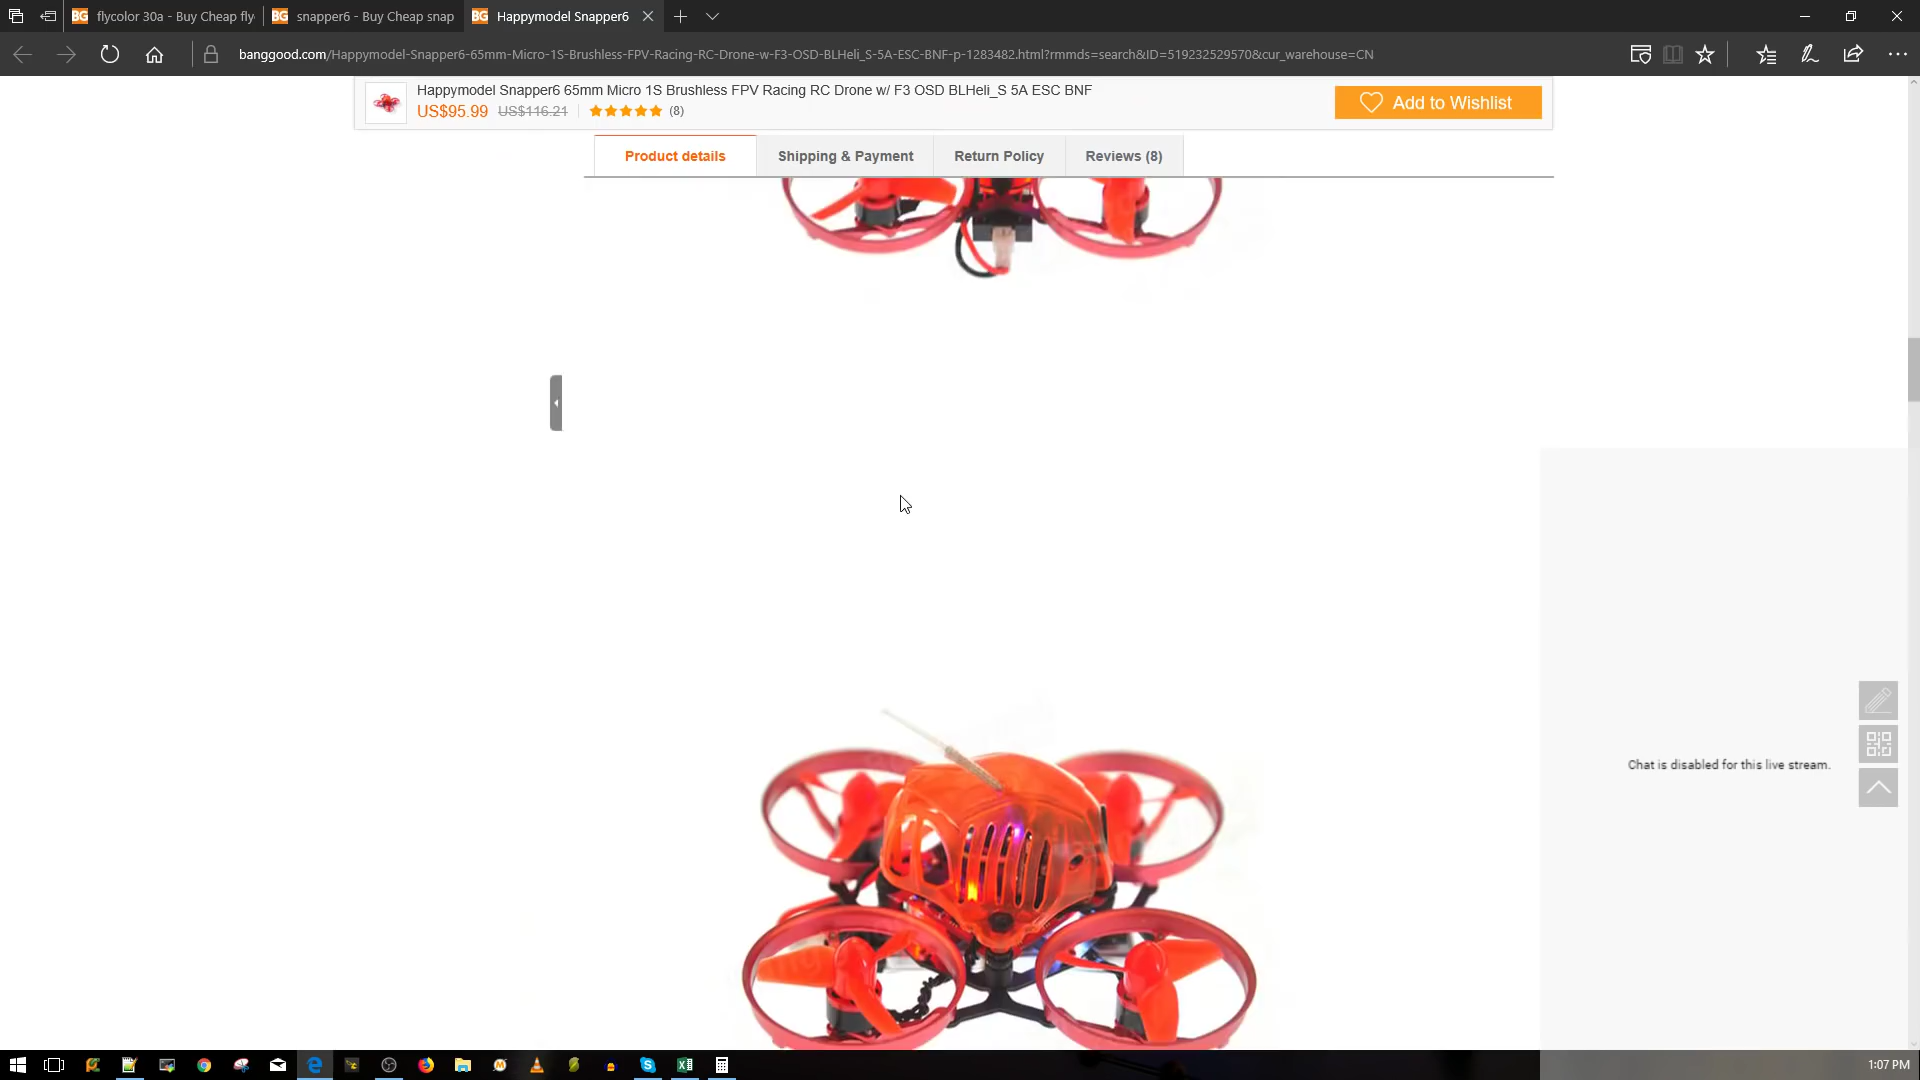 flycolor 30a - Buy Cheap fly
snapper6 - Buy Cheap snap
Happymodel Snapper6
banggood.com/Happymodel-Snapper6-65mm-Micro-1S-Brushless-FPV-Racing-RC-Drone-w-F3-OSD-BLHeli_S-5A-ESC-BNF-p-1283482.html?rmmds=search&ID=519232529570&cur_warehouse=CN
Happymodel Snapper6 65mm Micro 1S Brushless FPV Racing RC Drone w/ F3 OSD BLHeli_S 5A ESC BNF
US$95.99 US$116.21 (8)
Add to Wishlist
Product details
Shipping & Payment
Return Policy
Reviews (8)
Chat is disabled for this live stream.
1:07 PM